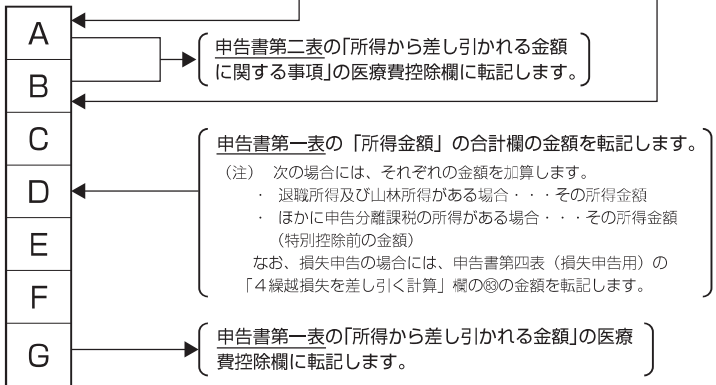 A
B
C
D
E
F
G
申告書第二表の「所得から差し引かれる金額
に関する事項」の医療費控除欄に転記します。
申告書第一表の「所得金額」の合計欄の金額を転記します。
(注) 次の場合には、それぞれの金額を加算します。
・ 退職所得及び山林所得がある場合・・・その所得金額
・ ほかに申告分離課税の所得がある場合・・・その所得金額
(特別控除前の金額)
なお、損失申告の場合には、申告書第四表(損失申告用)の
「4繰越損失を差し引く計算」欄の㊳の金額を転記します。
申告書第一表の「所得から差し引かれる金額」の医療
費控除欄に転記します。